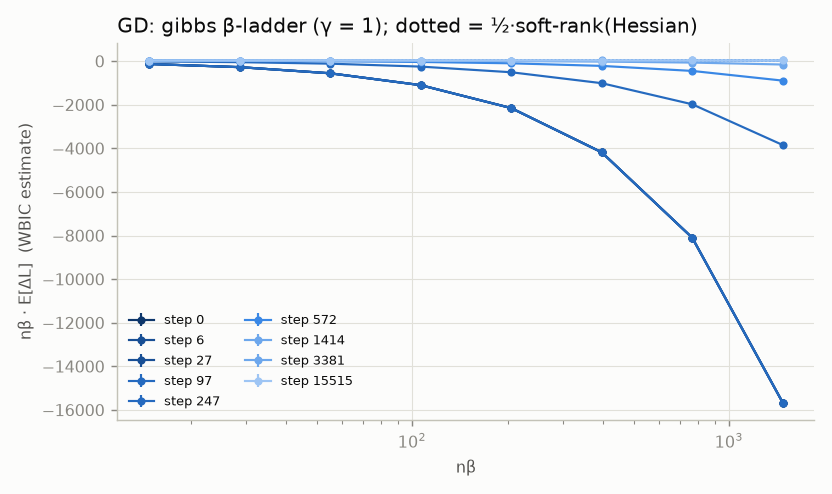 GD: gibbs β-ladder (γ = 1); dotted = ½·soft-rank(Hessian)
nβ · E[ΔL] (WBIC estimate)
0
−2000
−4000
−6000
−8000
−10000
−12000
−14000
−16000
step 0
step 6
step 27
step 97
step 247
step 572
step 1414
step 3381
step 15515
10²
10³
nβ